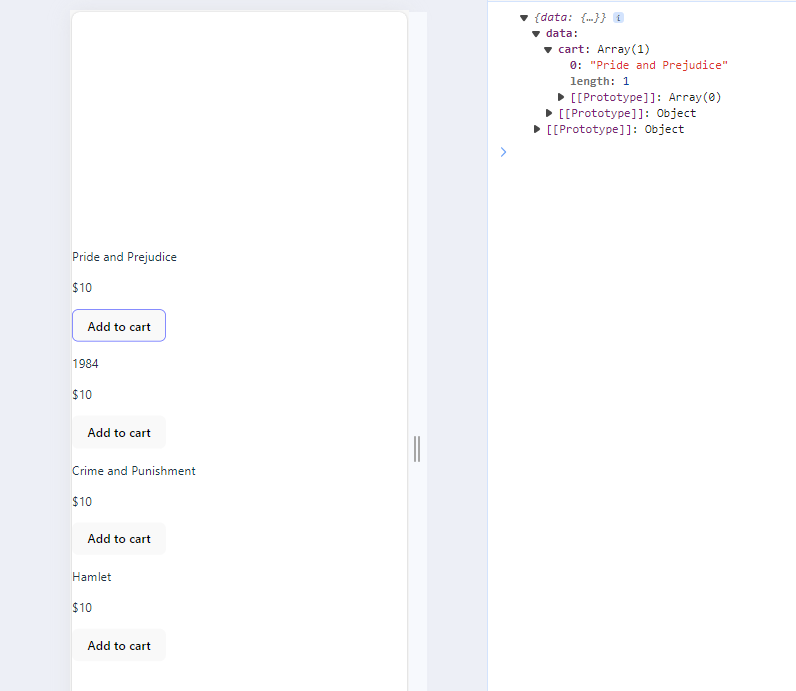 Pride and Prejudice
$10
Add to cart
1984
$10
Add to cart
Crime and Punishment
$10
Add to cart
Hamlet
$10
Add to cart
{data: {…}} i
data:
cart: Array(1)
0: "Pride and Prejudice"
length: 1
[[Prototype]]: Array(0)
[[Prototype]]: Object
[[Prototype]]: Object